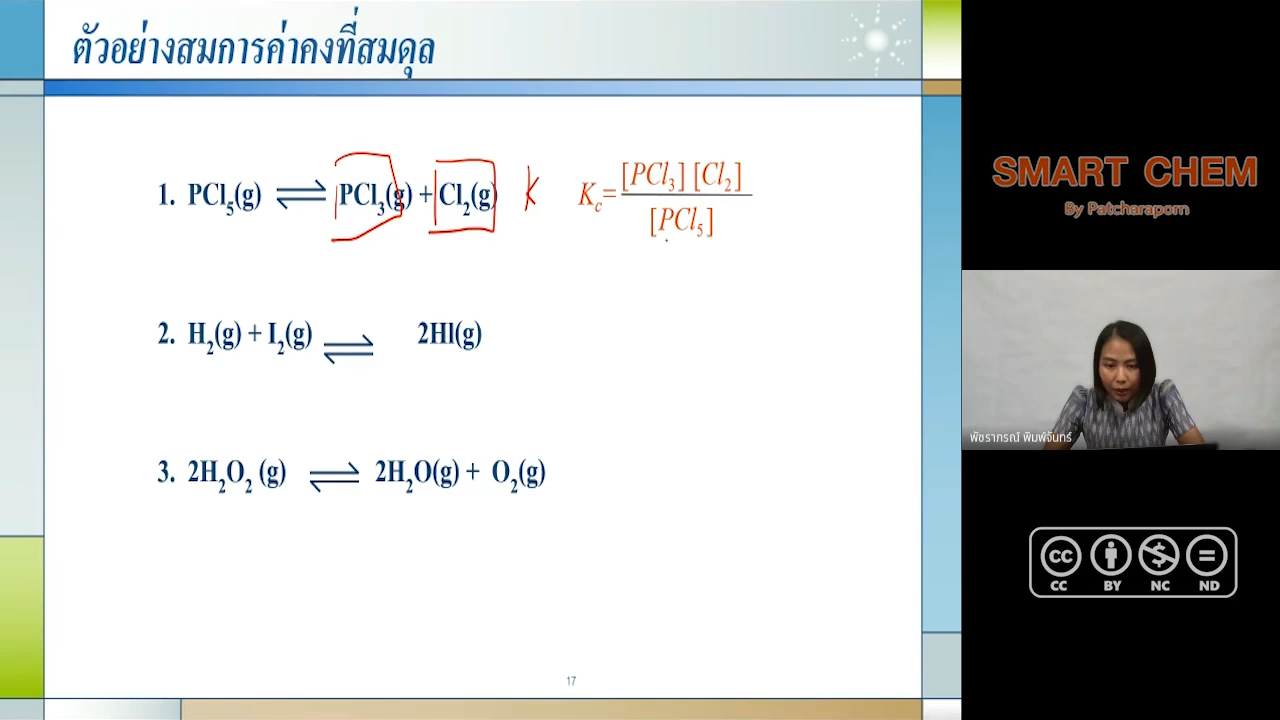 ตัวอย่างสมการค่าคงที่สมดุล
1. PCl5(g) ⇌ PCl3(g) + Cl2(g) K Kc = [PCl3] [Cl2] / [PCl5]
2. H2(g) + I2(g) ⇌ 2HI(g)
3. 2H2O2 (g) ⇌ 2H2O(g) + O2(g)
17
SMART CHEM
By Patcharaporn
พัชราภรณ์ พิมพ์จันทร์
CC BY NC ND